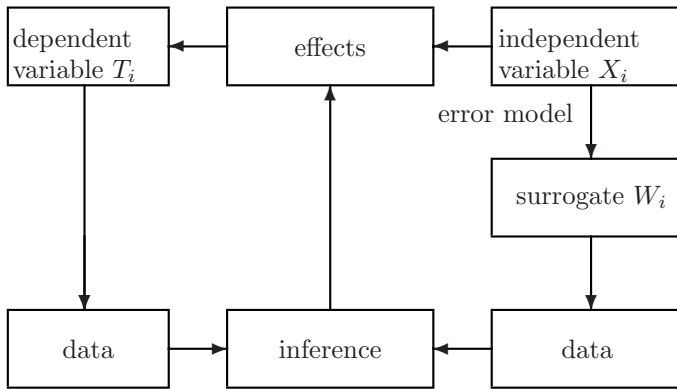 dependent
variable T_i
effects
independent
variable X_i
error model
surrogate W_i
data
inference
data